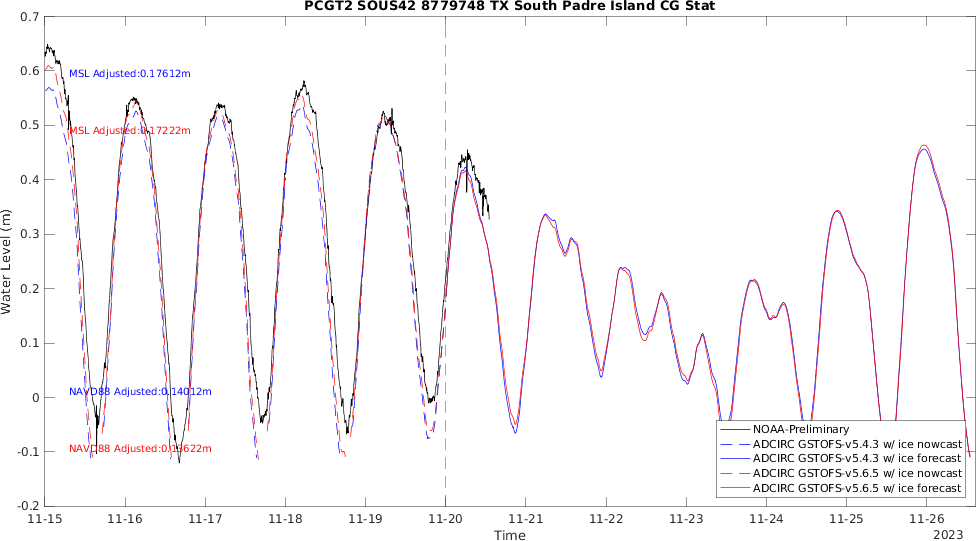 PCGT2 SOUS42 8779748 TX South Padre Island CG Stat
0.7
0.6
0.5
0.4
0.3
0.2
0.1
0
-0.1
-0.2
Water Level (m)
MSL Adjusted:0.17612m
MSL Adjusted:0.17222m
NAVD88 Adjusted:0.14012m
NAVD88 Adjusted:0.13622m
NOAA-Preliminary
ADCIRC GSTOFS-v5.4.3 w/ ice nowcast
ADCIRC GSTOFS-v5.4.3 w/ ice forecast
ADCIRC GSTOFS-v5.6.5 w/ ice nowcast
ADCIRC GSTOFS-v5.6.5 w/ ice forecast
11-15 11-16 11-17 11-18 11-19 11-20 11-21 11-22 11-23 11-24 11-25 11-26
Time
2023